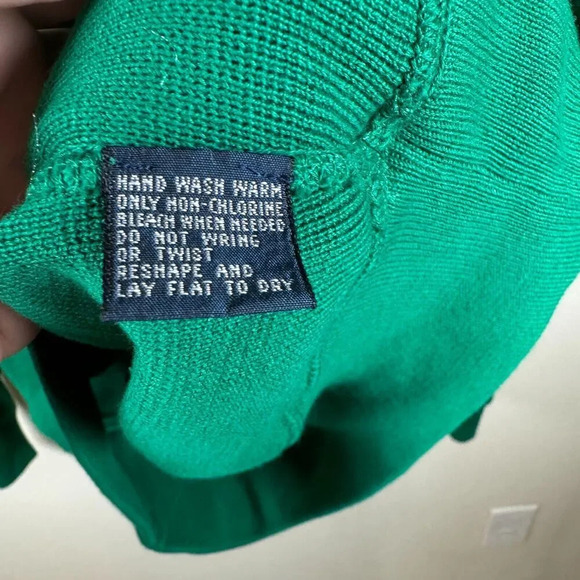 HAND WASH WARM
ONLY NON-CHLORINE
BLEACH WHEN NEEDED
DO NOT WRING
OR TWIST
RESHAPE AND
LAY FLAT TO DRY